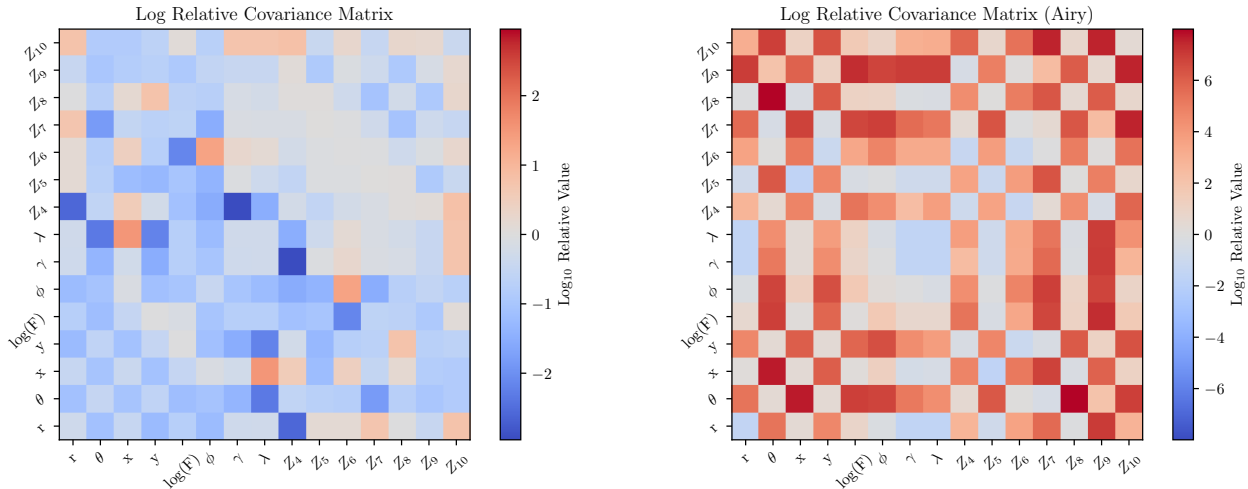 Log Relative Covariance Matrix
Z10
Z9
Z8
Z7
Z6
Z5
Z4
λ
γ
ϕ
log(F)
y
x
θ
r
r θ x y log(F) ϕ γ λ Z4 Z5 Z6 Z7 Z8 Z9 Z10
2
1
0
−1
−2
Log10 Relative Value
Log Relative Covariance Matrix (Airy)
Z10
Z9
Z8
Z7
Z6
Z5
Z4
λ
γ
ϕ
log(F)
y
x
θ
r
r θ x y log(F) ϕ γ λ Z4 Z5 Z6 Z7 Z8 Z9 Z10
6
4
2
0
−2
−4
−6
Log10 Relative Value